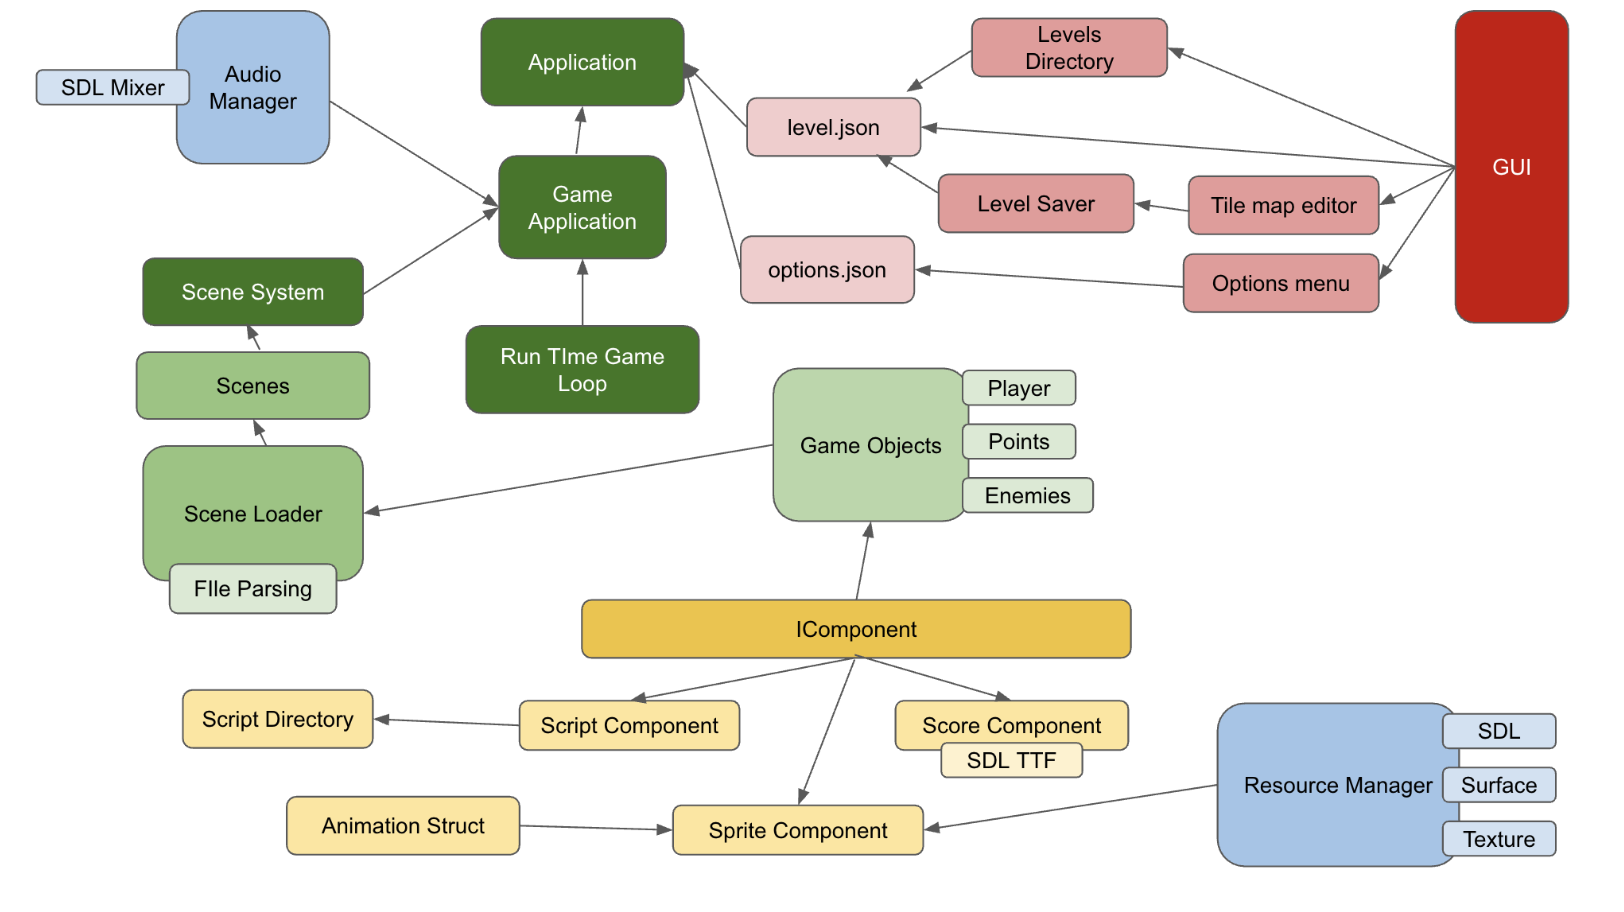 Audio
Manager
SDL Mixer
Application
Levels
Directory
level.json
GUI
Game
Application
Level Saver
Tile map editor
options.json
Options menu
Scene System
Run TIme Game
Loop
Scenes
Game Objects
Player
Points
Enemies
Scene Loader
FIle Parsing
IComponent
Script Directory
Script Component
Score Component
SDL TTF
Resource Manager
SDL
Surface
Texture
Animation Struct
Sprite Component